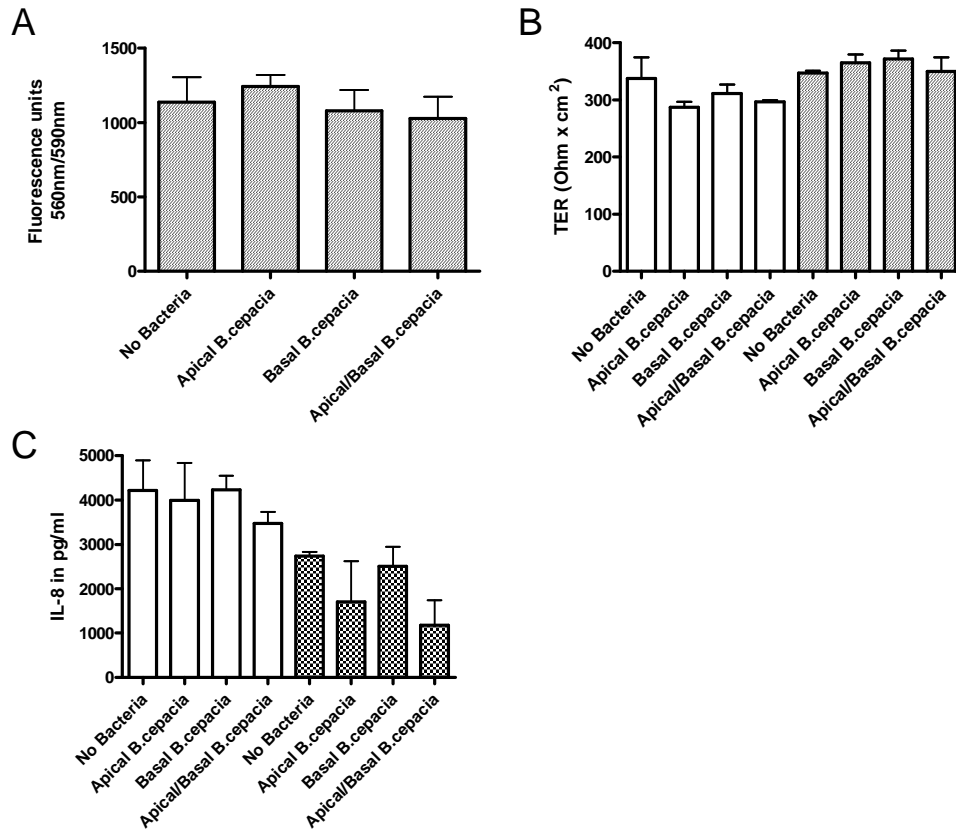 A
Fluorescence units
560nm/590nm
1500
1000
500
0
No Bacteria
Apical B.cepacia
Basal B.cepacia
Apical/Basal B.cepacia
B
TER (Ohm x cm 2 )
400
300
200
100
0
No Bacteria
Apical B.cepacia
Basal B.cepacia
Apical/Basal B.cepacia
No Bacteria
Apical B.cepacia
Basal B.cepacia
Apical/Basal B.cepacia
C
IL-8 in pg/ml
5000
4000
3000
2000
1000
0
No Bacteria
Apical B.cepacia
Basal B.cepacia
Apical/Basal B.cepacia
No Bacteria
Apical B.cepacia
Basal B.cepacia
Apical/Basal B.cepacia